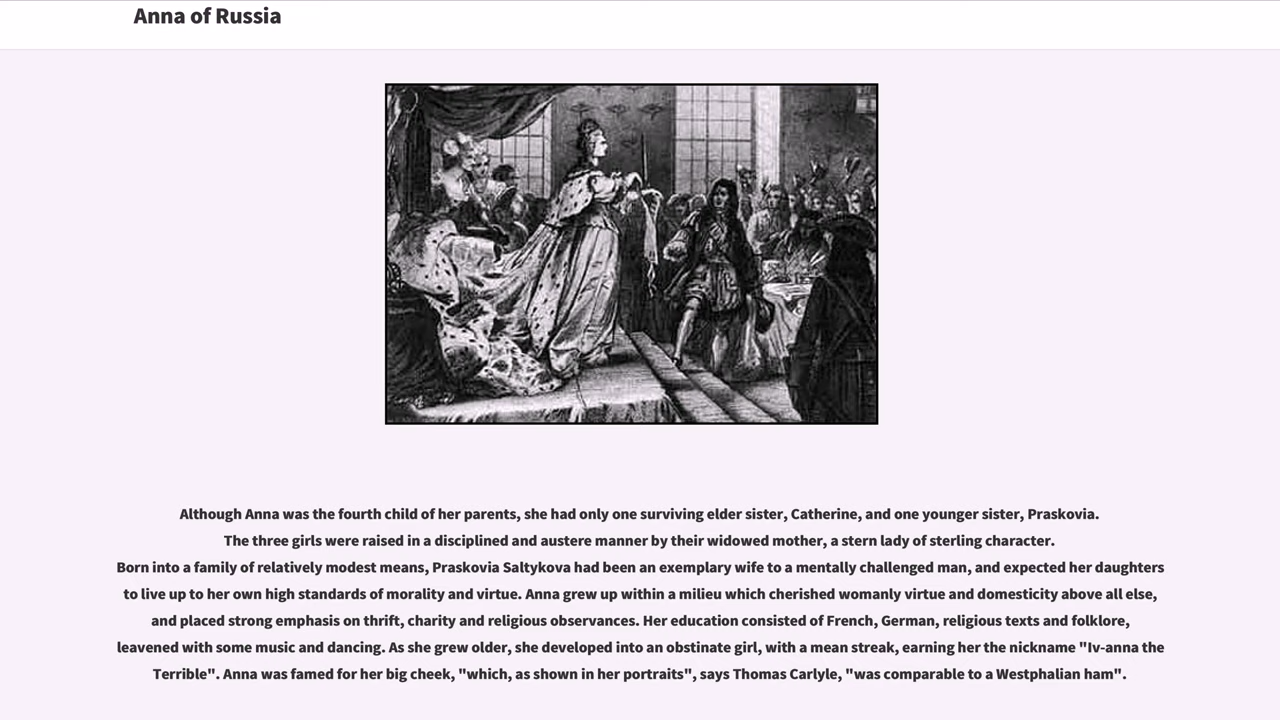 Anna of Russia
Although Anna was the fourth child of her parents, she had only one surviving elder sister, Catherine, and one younger sister, Praskovia.
The three girls were raised in a disciplined and austere manner by their widowed mother, a stern lady of sterling character.
Born into a family of relatively modest means, Praskovia Saltykova had been an exemplary wife to a mentally challenged man, and expected her daughters
to live up to her own high standards of morality and virtue. Anna grew up within a milieu which cherished womanly virtue and domesticity above all else,
and placed strong emphasis on thrift, charity and religious observances. Her education consisted of French, German, religious texts and folklore,
leavened with some music and dancing. As she grew older, she developed into an obstinate girl, with a mean streak, earning her the nickname "Iv-anna the
Terrible". Anna was famed for her big cheek, "which, as shown in her portraits", says Thomas Carlyle, "was comparable to a Westphalian ham".